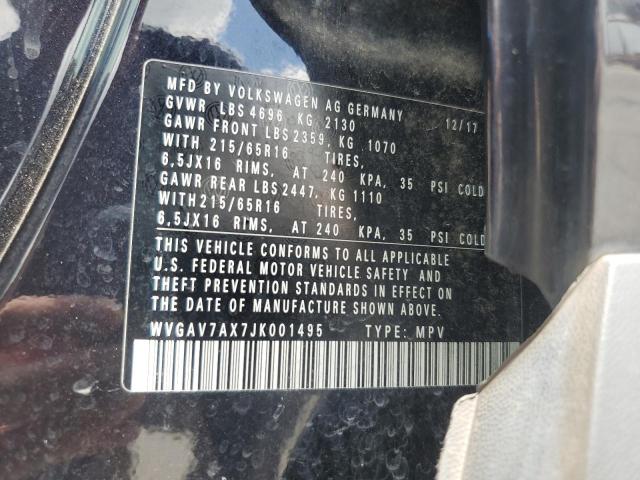 MFD BY VOLKSWAGEN AG GERMANY 12/17
GVWR LBS 4696 KG 2130
GAWR FRONT LBS 2359, KG 1070
WITH 215/65R16 TIRES,
6,5JX16 RIMS, AT 240 KPA, 35 PSI COLD
GAWR REAR LBS 2447, KG 1110
WITH 215/65R16 TIRES,
6,5JX16 RIMS, AT 240 KPA, 35 PSI COLD
THIS VEHICLE CONFORMS TO ALL APPLICABLE
U.S. FEDERAL MOTOR VEHICLE SAFETY AND
THEFT PREVENTION STANDARDS IN EFFECT ON
THE DATE OF MANUFACTURE SHOWN ABOVE.
WVGAV7AX7JK001495 TYPE: MPV